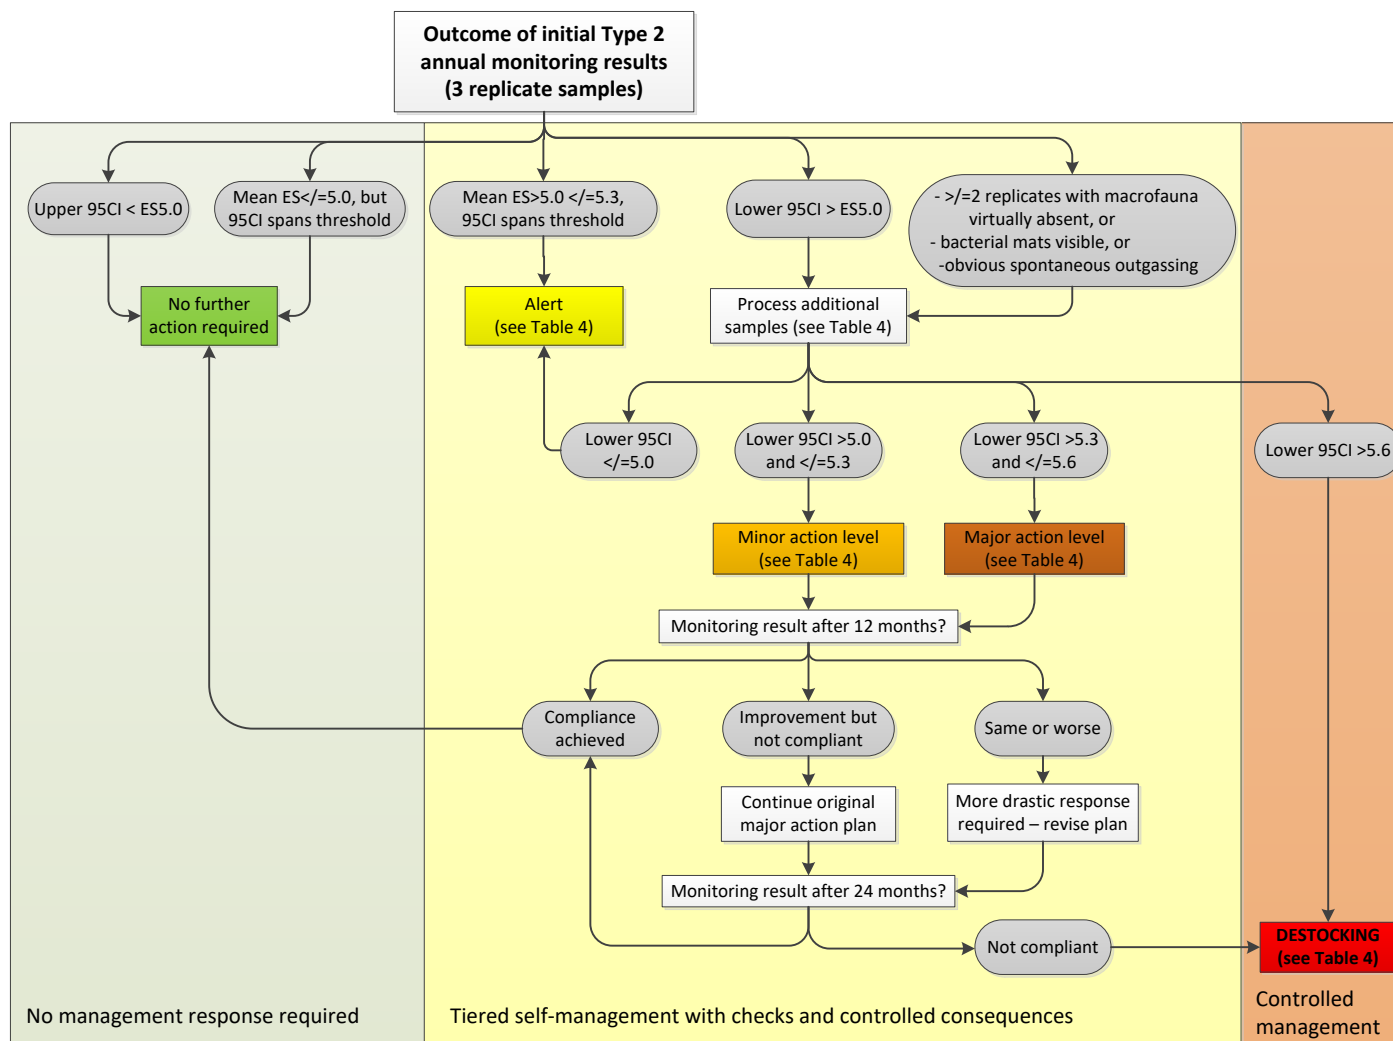 Outcome of initial Type 2
annual monitoring results
(3 replicate samples)
Upper 95CI < ES5.0
Mean ES</=5.0, but
95CI spans threshold
Mean ES>5.0 </=5.3,
95CI spans threshold
Lower 95CI > ES5.0
- >/=2 replicates with macrofauna
virtually absent, or
- bacterial mats visible, or
-obvious spontaneous outgassing
No further
action required
Alert
(see Table 4)
Process additional
samples (see Table 4)
Lower 95CI
</=5.0
Lower 95CI >5.0
and </=5.3
Lower 95CI >5.3
and </=5.6
Lower 95CI >5.6
Minor action level
(see Table 4)
Major action level
(see Table 4)
Monitoring result after 12 months?
Compliance
achieved
Improvement but
not compliant
Same or worse
Continue original
major action plan
More drastic response
required – revise plan
Monitoring result after 24 months?
Not compliant
DESTOCKING
(see Table 4)
No management response required
Tiered self-management with checks and controlled consequences
Controlled
management